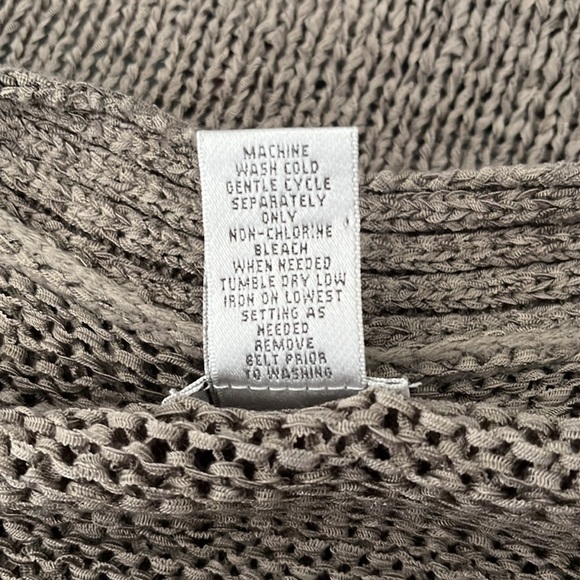 MACHINE
WASH COLD
GENTLE CYCLE
SEPARATELY
ONLY
NON-CHLORINE
BLEACH
WHEN NEEDED
TUMBLE DRY LOW
IRON ON LOWEST
SETTING AS
NEEDED
REMOVE
BELT PRIOR
TO WASHING